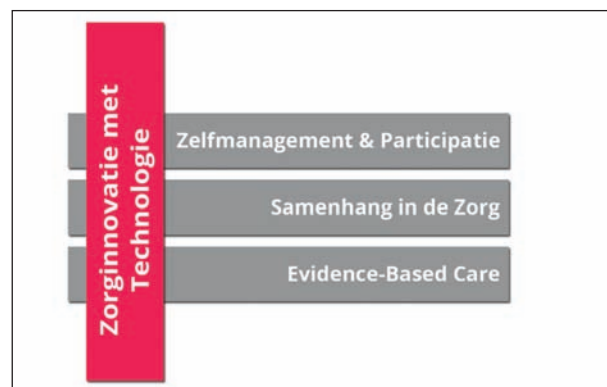 Zorginnovatie met
Technologie
Zelfmanagement & Participatie
Samenhang in de Zorg
Evidence-Based Care